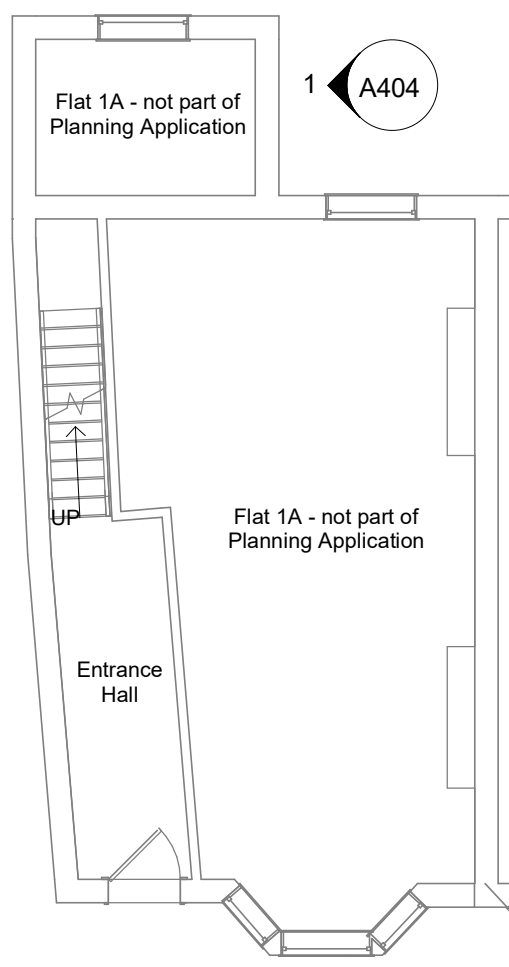 Flat 1A - not part of
Planning Application
1
A404
UP
Flat 1A - not part of
Planning Application
Entrance
Hall